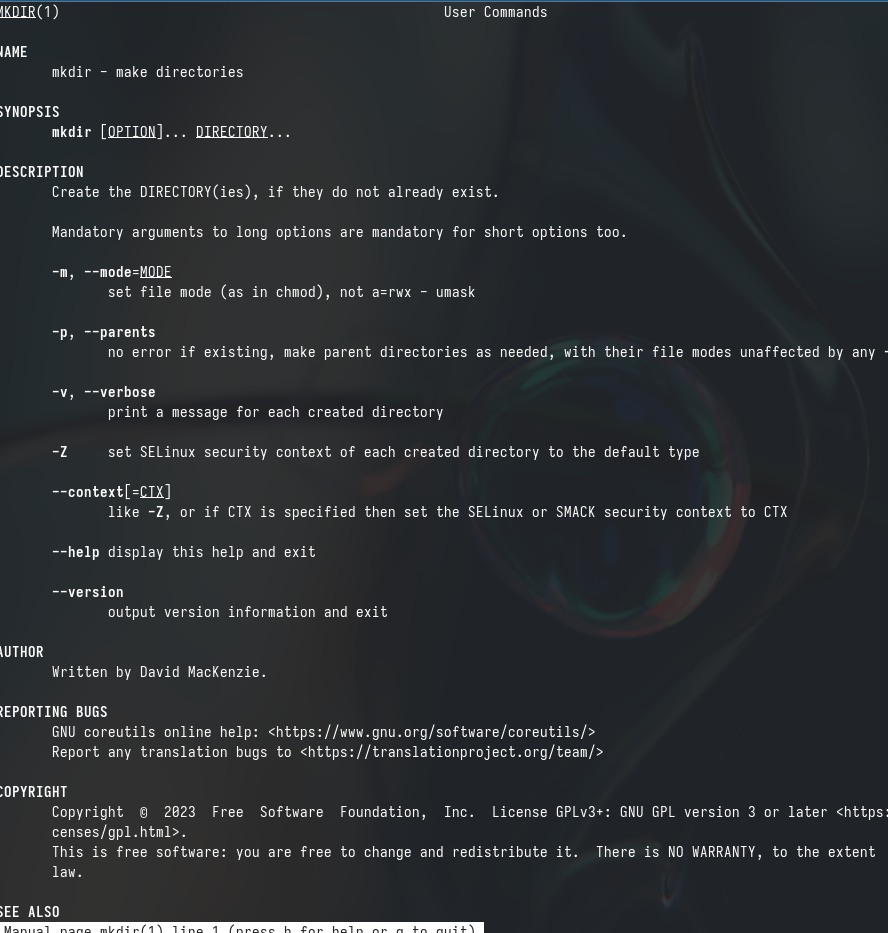 MKDIR(1) User Commands
NAME
mkdir - make directories
SYNOPSIS
mkdir [OPTION]... DIRECTORY...
DESCRIPTION
Create the DIRECTORY(ies), if they do not already exist.
Mandatory arguments to long options are mandatory for short options too.
-m, --mode=MODE
set file mode (as in chmod), not a=rwx - umask
-p, --parents
no error if existing, make parent directories as needed, with their file modes unaffected by any -
-v, --verbose
print a message for each created directory
-Z set SELinux security context of each created directory to the default type
--context[=CTX]
like -Z, or if CTX is specified then set the SELinux or SMACK security context to CTX
--help display this help and exit
--version
output version information and exit
AUTHOR
Written by David MacKenzie.
REPORTING BUGS
GNU coreutils online help: <https://www.gnu.org/software/coreutils/>
Report any translation bugs to <https://translationproject.org/team/>
COPYRIGHT
Copyright © 2023 Free Software Foundation, Inc. License GPLv3+: GNU GPL version 3 or later <https:
censes/gpl.html>.
This is free software: you are free to change and redistribute it. There is NO WARRANTY, to the extent
law.
SEE ALSO
Manual page mkdir(1) line 1 (press h for help or q to quit)